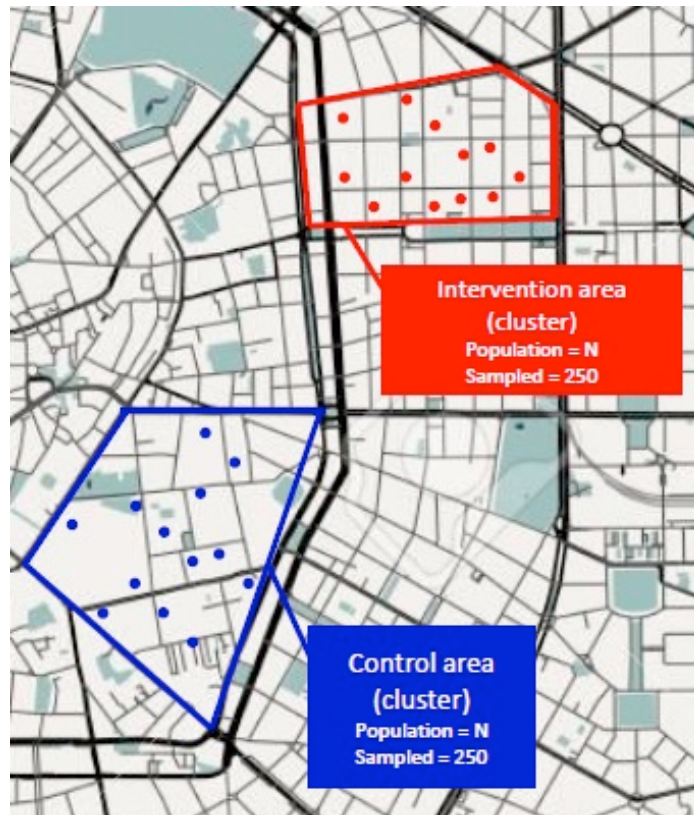 Intervention area
(cluster)
Population = N
Sampled = 250
Control area
(cluster)
Population = N
Sampled = 250